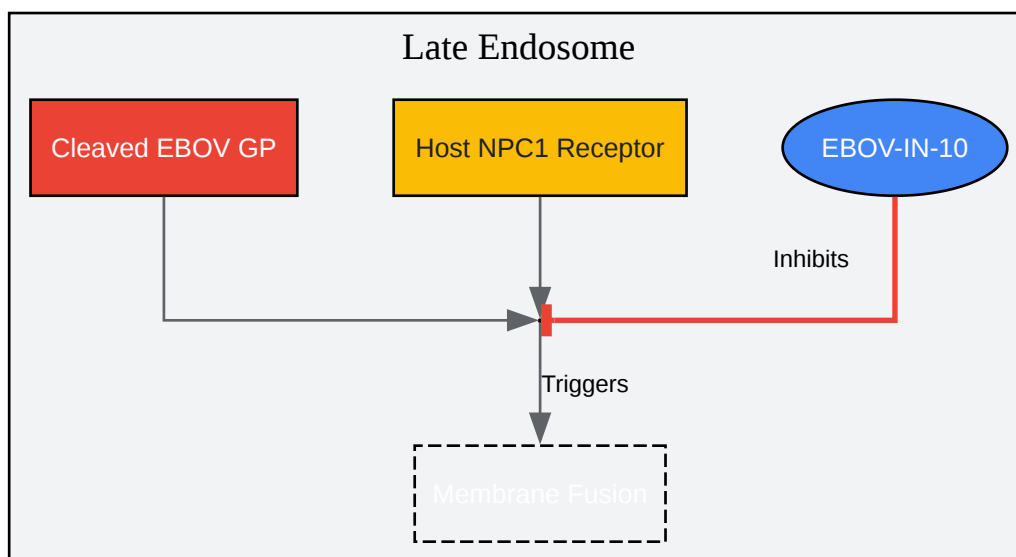 Late Endosome
Cleaved EBOV GP
Host NPC1 Receptor
EBOV-IN-10
Inhibits
Triggers
Membrane Fusion